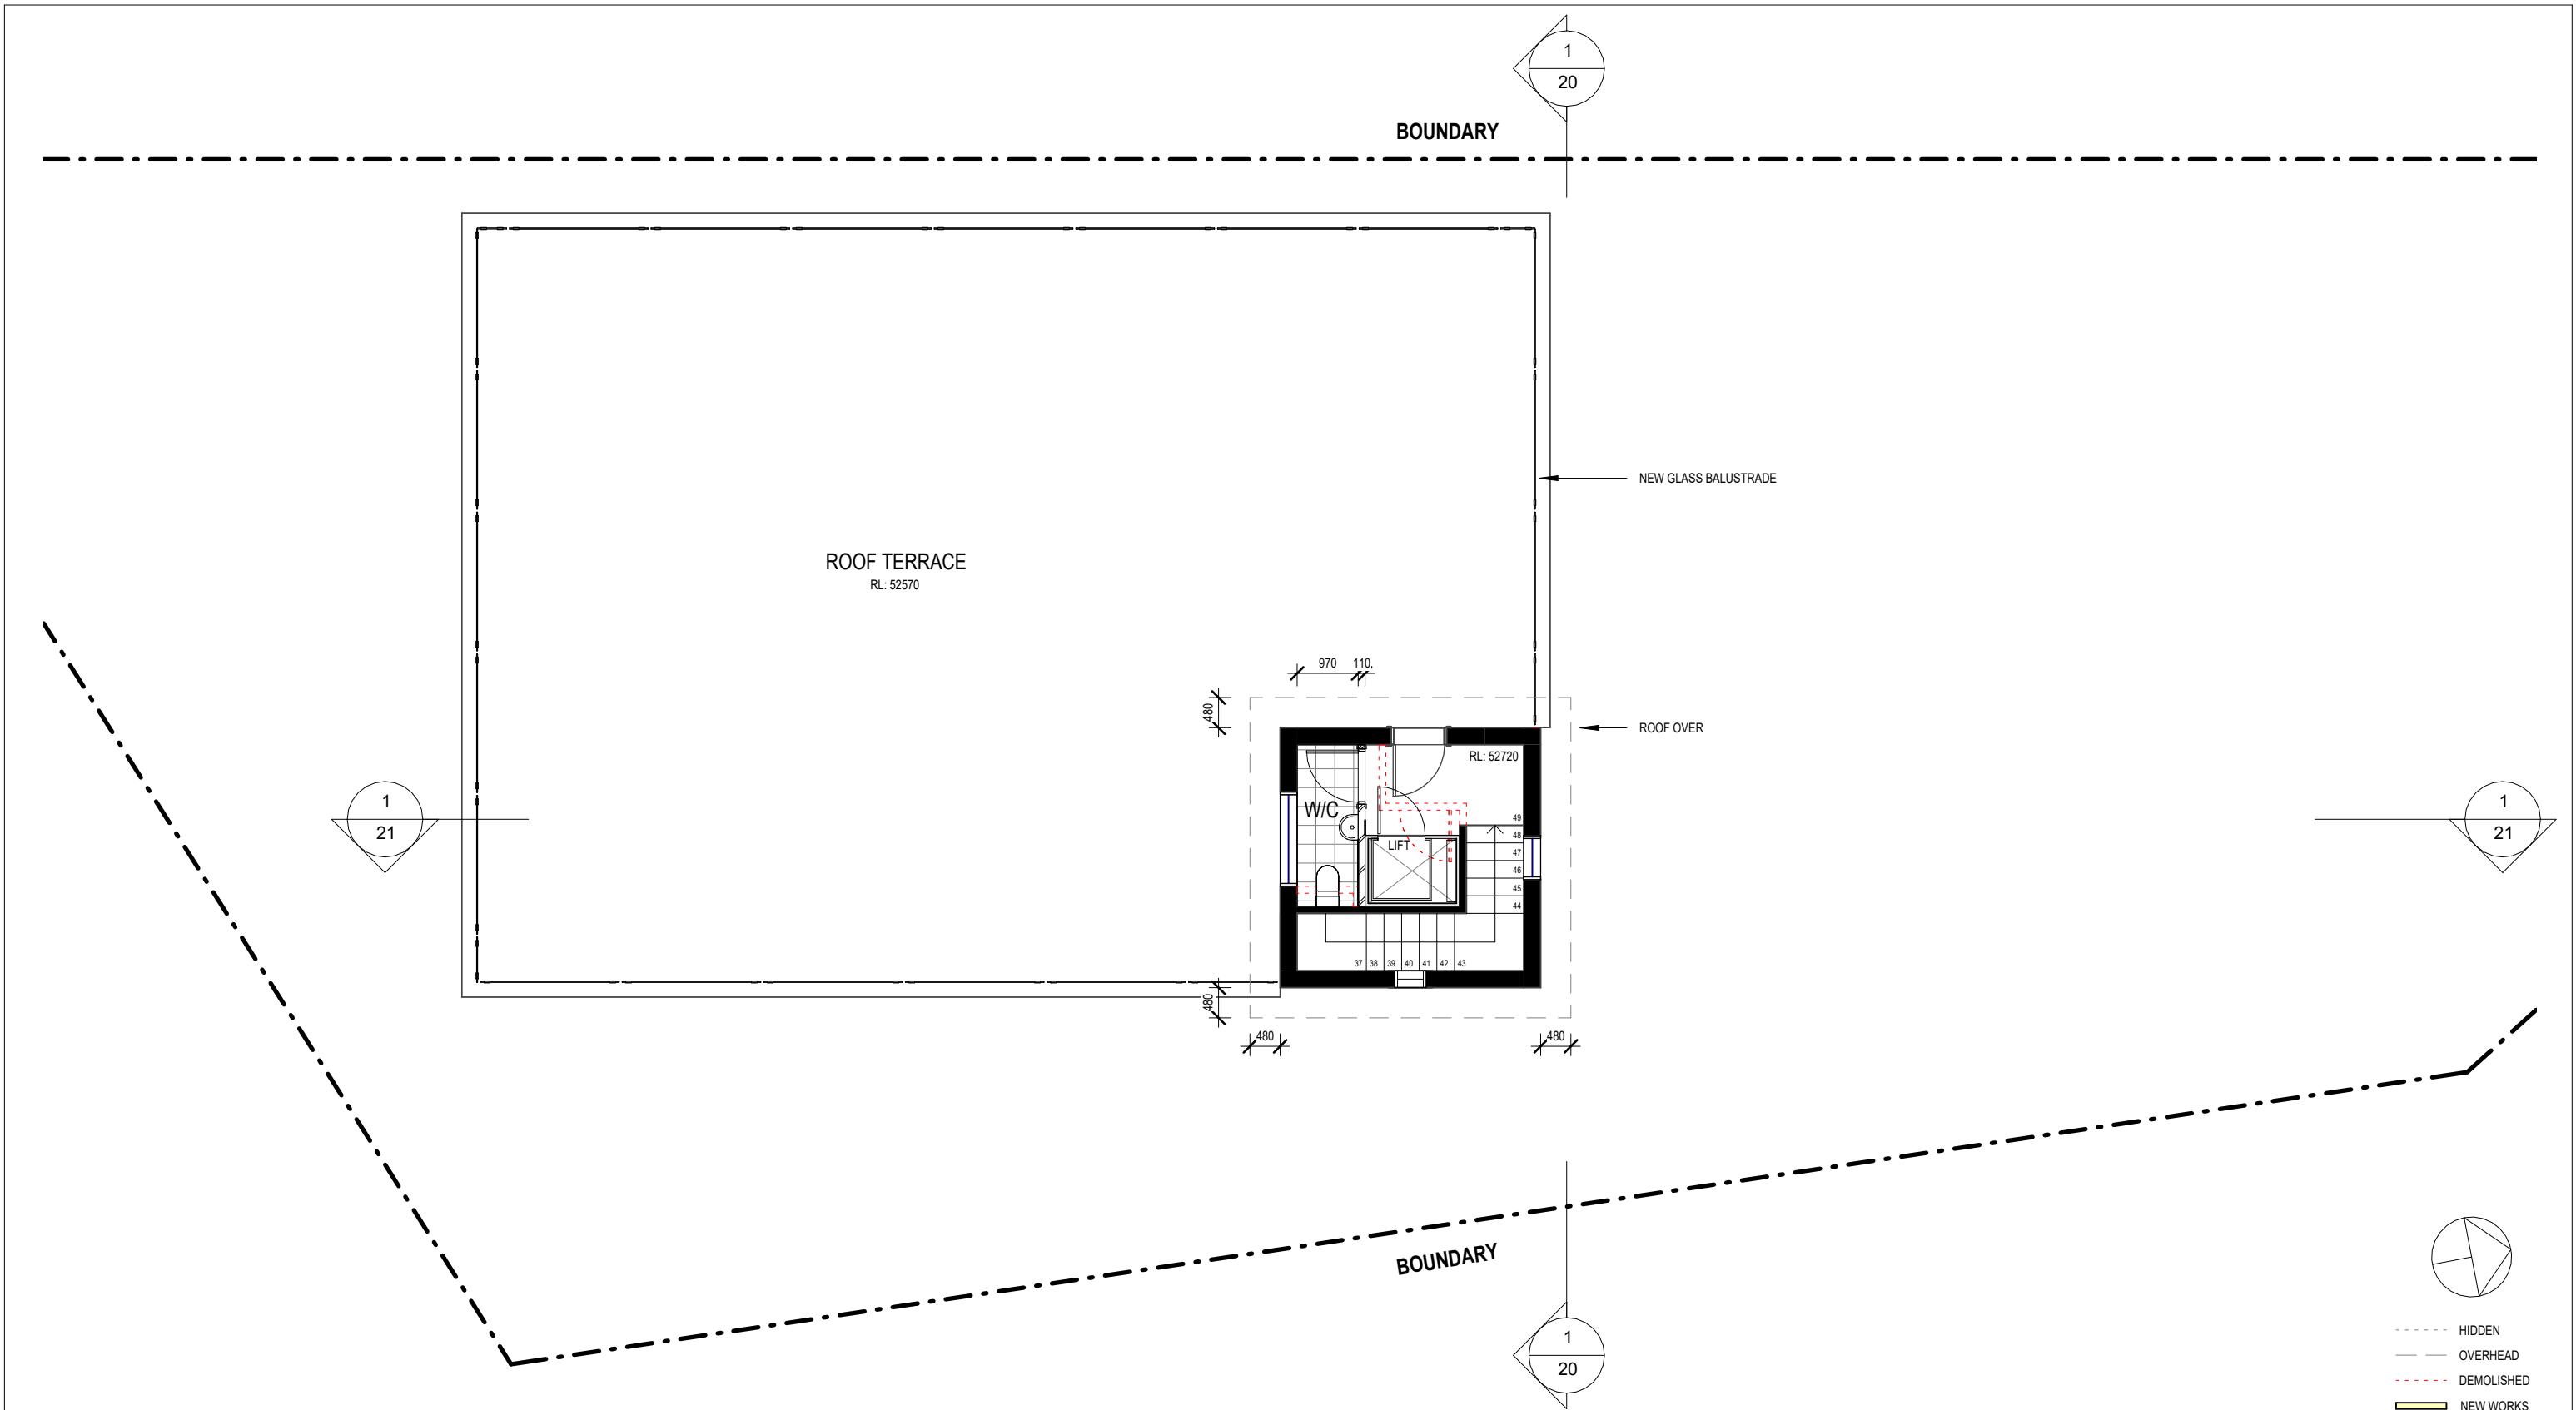 1
20
BOUNDARY
NEW GLASS BALUSTRADE
ROOF TERRACE
RL: 52570
970 110
480
ROOF OVER
RL: 52720
W/C
LIFT
1
21
1
21
49
48
47
46
45
44
37 38 39 40 41 42 43
480
480 480
BOUNDARY
1
20
HIDDEN
OVERHEAD
DEMOLISHED
NEW WORKS